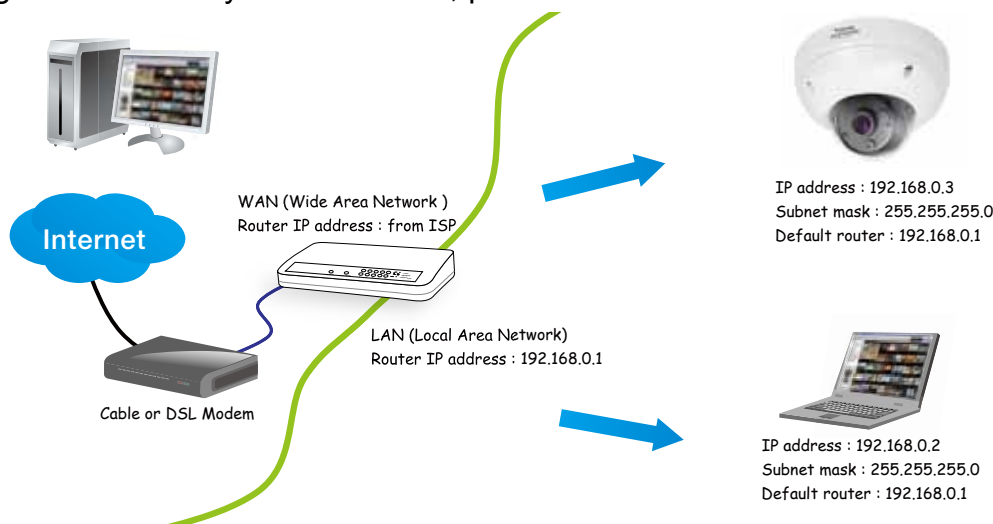 Internet
WAN (Wide Area Network )
Router IP address : from ISP
LAN (Local Area Network)
Router IP address : 192.168.0.1
Cable or DSL Modem
IP address : 192.168.0.3
Subnet mask : 255.255.255.0
Default router : 192.168.0.1
IP address : 192.168.0.2
Subnet mask : 255.255.255.0
Default router : 192.168.0.1